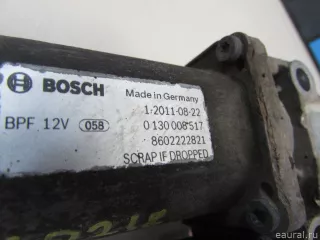 BOSCH
Made in Germany
1-2011-08-22
BPF 12V 058
0 130 008 517
8602222821
SCRAP IF DROPPED
eaural.ru